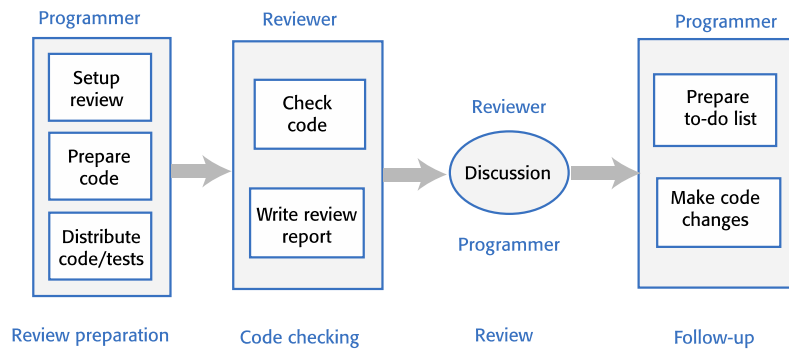 Programmer
Setup
review
Prepare
code
Distribute
code/tests
Review preparation
Reviewer
Check
code
Write review
report
Code checking
Reviewer
Discussion
Programmer
Review
Programmer
Prepare
to-do list
Make code
changes
Follow-up